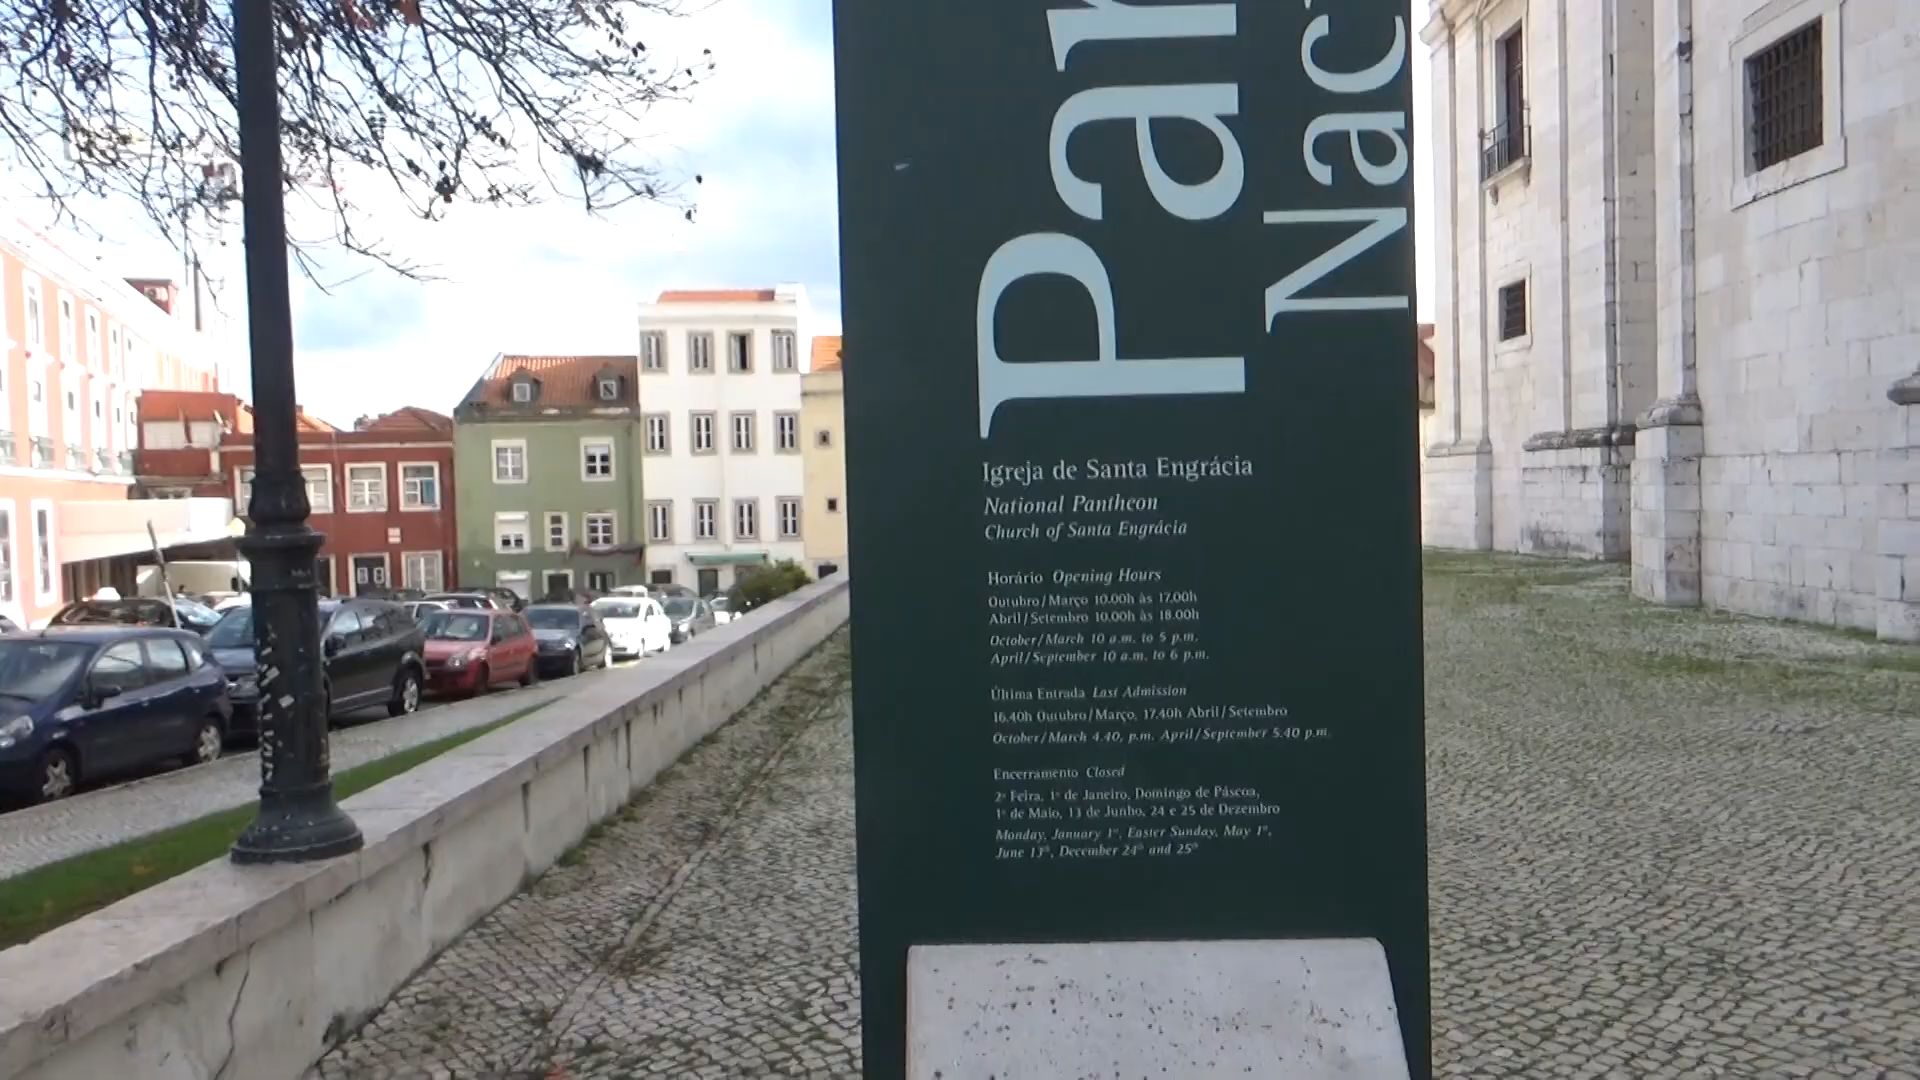 Pan
Nac
Igreja de Santa Engrácia
National Pantheon
Church of Santa Engrácia
Horário Opening Hours
Outubro/Março 10.00h às 17.00h
Abril/Setembro 10.00h às 18.00h
October/March 10 a.m. to 5 p.m.
April/September 10 a.m. to 6 p.m.
Última Entrada Last Admission
16.40h Outubro/Março, 17.40h Abril/Setembro
October/March 4.40, p.m. April/September 5.40 p.m.
Encerramento Closed
2ª Feira, 1º de Janeiro, Domingo de Páscoa,
1º de Maio, 13 de Junho, 24 e 25 de Dezembro
Monday, January 1st, Easter Sunday, May 1st,
June 13th, December 24th and 25th